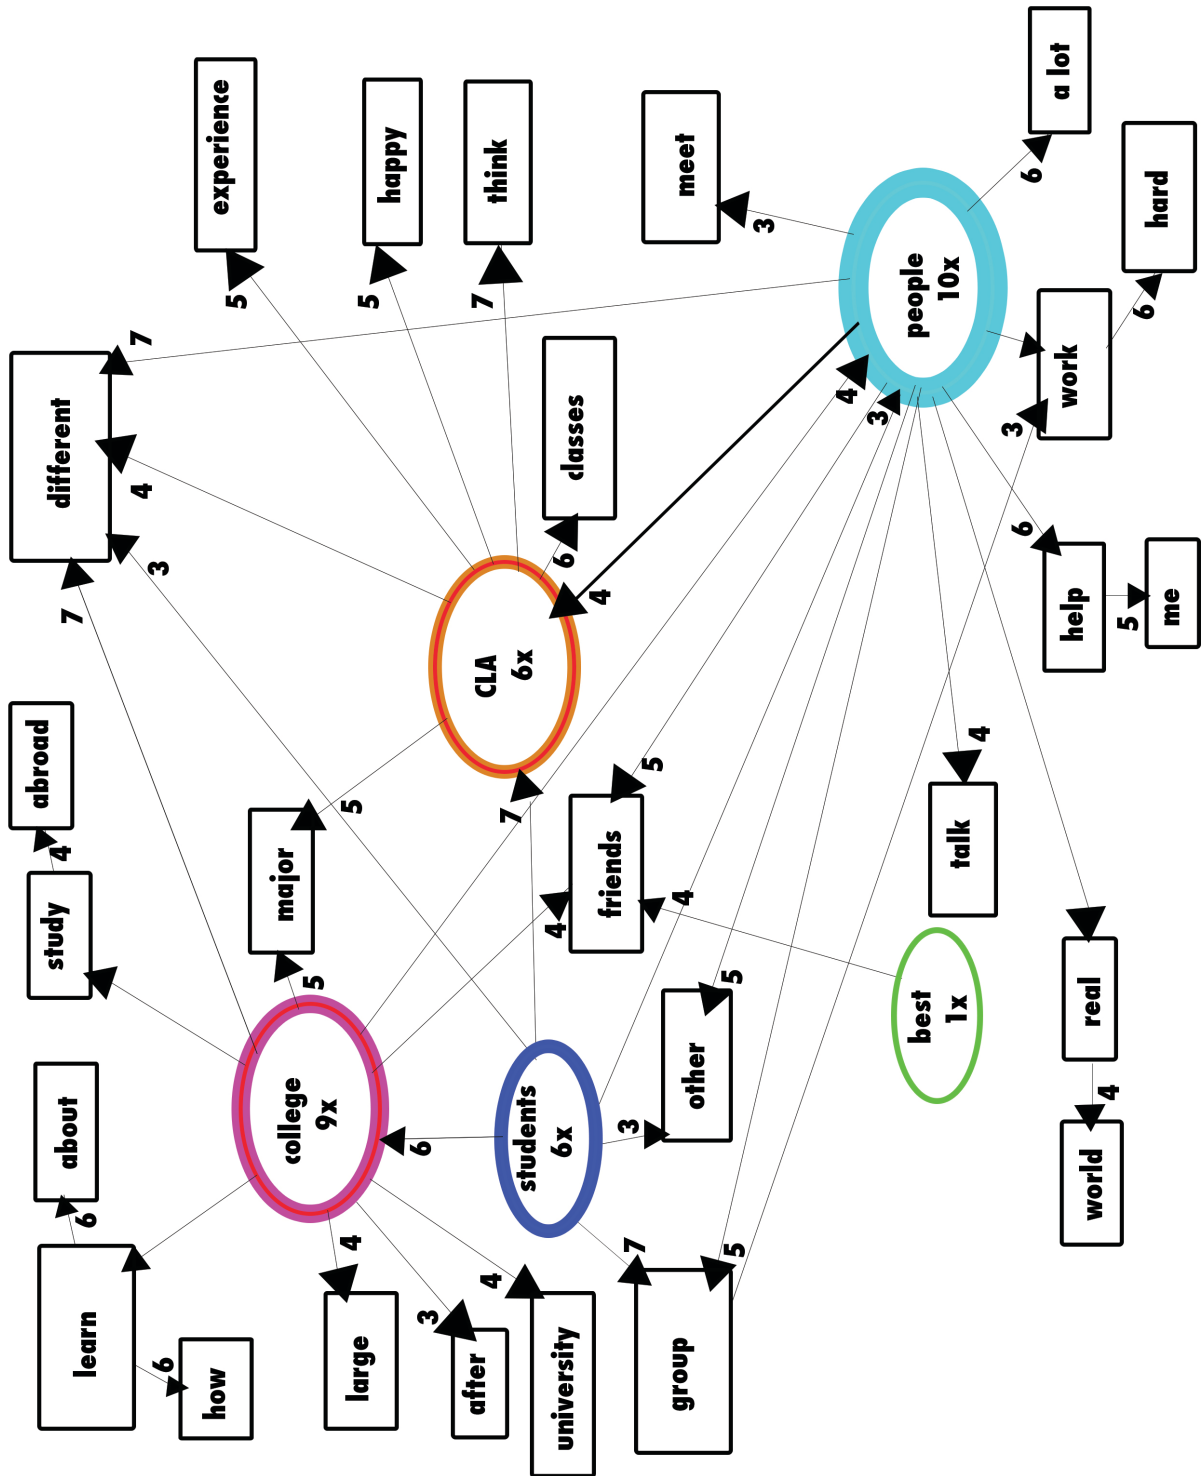 learn
about
study
abroad
different
6
4
7
how
6
3
4
7
experience
5
college
9x
major
5
5
large
4
happy
5
after
3
6
4
CLA
6x
think
7
university
students
6x
7
4
6
classes
group
7
3
other
friends
4
5
meet
5
5
4
3
4
3
people
10x
best
1x
talk
4
3
6
6
a lot
world
real
4
help
work
5
6
me
hard